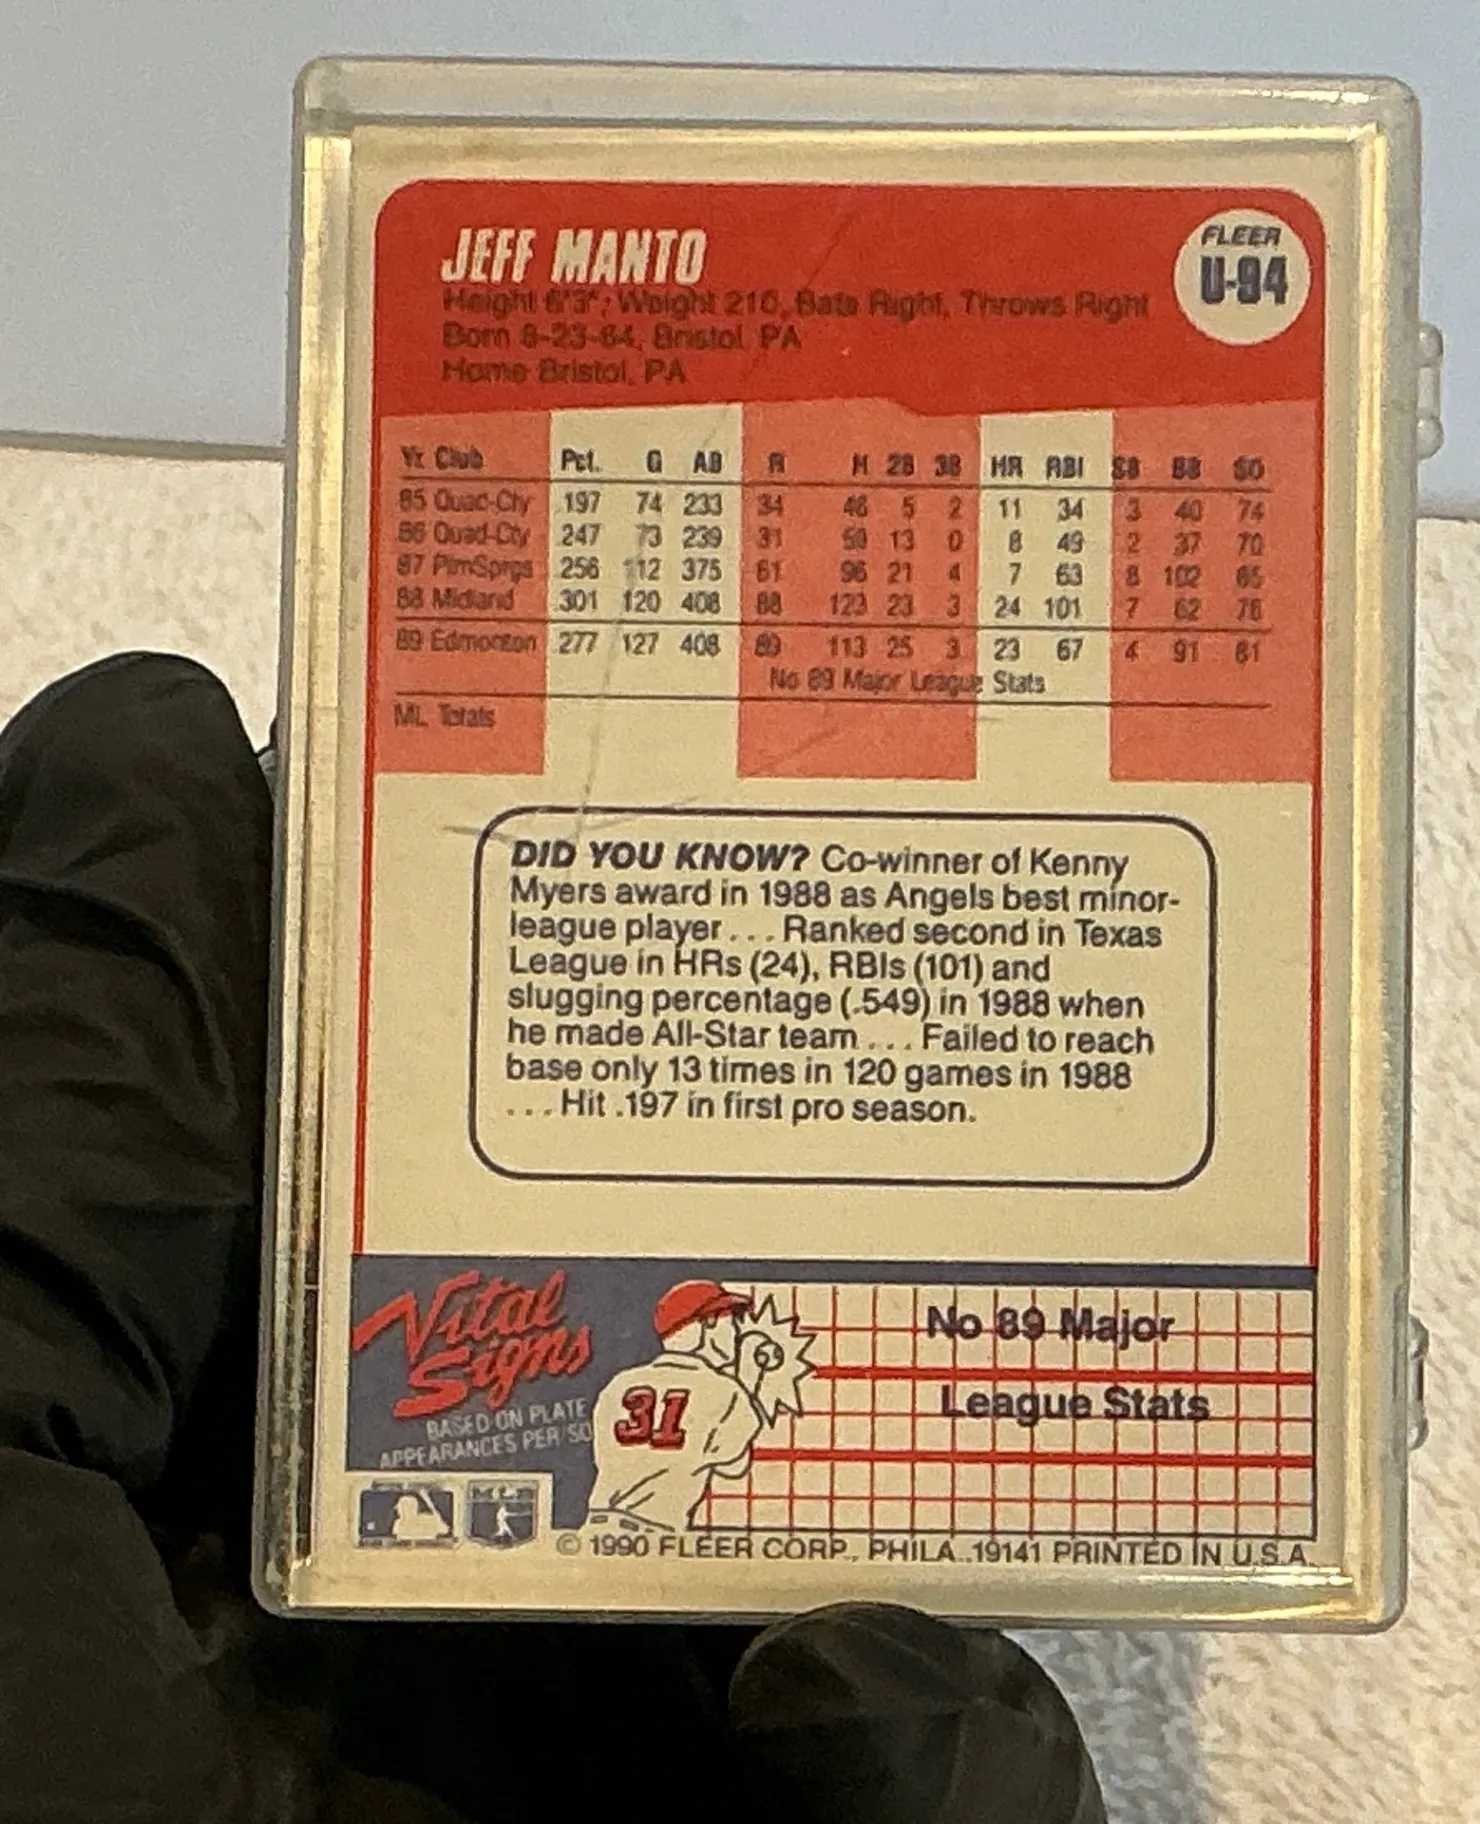 JEFF MANTO
FLEER
U-94
Height 6'3"; Weight 210, Bats Right, Throws Right
Born 8-23-64, Bristol, PA
Home Bristol, PA
Yr. Club Pct. G AB R H 2B 3B HR RBI SB BB SO
85 Quad-Cty .197 74 233 34 46 5 2 11 34 3 40 74
86 Quad-Cty .247 73 239 31 59 13 0 8 49 2 37 70
87 PlmSprgs .256 112 375 61 96 21 4 7 63 8 102 85
88 Midland .301 120 408 88 123 23 3 24 101 7 62 76
89 Edmonton .277 127 408 89 113 25 3 23 67 4 91 81
No 89 Major League Stats
ML Totals
DID YOU KNOW? Co-winner of Kenny
Myers award in 1988 as Angels best minor-
league player . . . Ranked second in Texas
League in HRs (24), RBIs (101) and
slugging percentage (.549) in 1988 when
he made All-Star team . . . Failed to reach
base only 13 times in 120 games in 1988
. . . Hit .197 in first pro season.
Vital
Signs
BASED ON PLATE
APPEARANCES PER SO
31
No 89 Major
League Stats
MLB
© 1990 FLEER CORP., PHILA., 19141 PRINTED IN U.S.A.